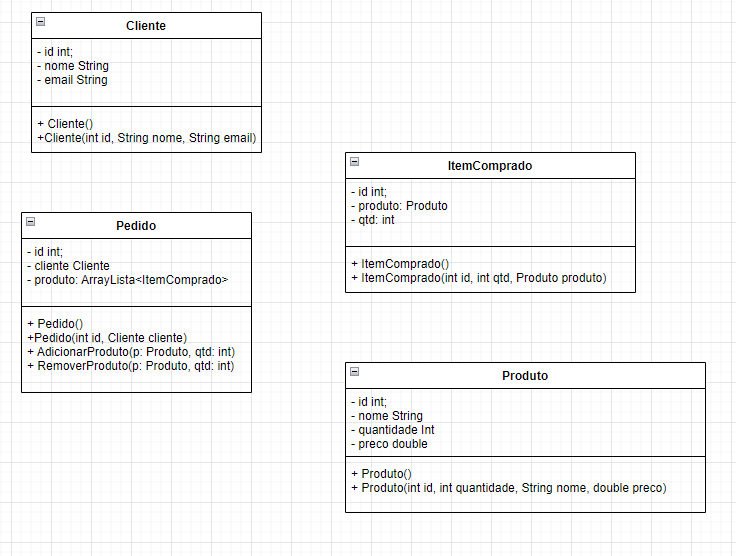 Cliente
- id int;
- nome String
- email String
+ Cliente()
+Cliente(int id, String nome, String email)
Pedido
- id int;
- cliente Cliente
- produto: ArrayLista<ItemComprado>
+ Pedido()
+Pedido(int id, Cliente cliente)
+ AdicionarProduto(p: Produto, qtd: int)
+ RemoverProduto(p: Produto, qtd: int)
ItemComprado
- id int;
- produto: Produto
- qtd: int
+ ItemComprado()
+ ItemComprado(int id, int qtd, Produto produto)
Produto
- id int;
- nome String
- quantidade Int
- preco double
+ Produto()
+ Produto(int id, int quantidade, String nome, double preco)